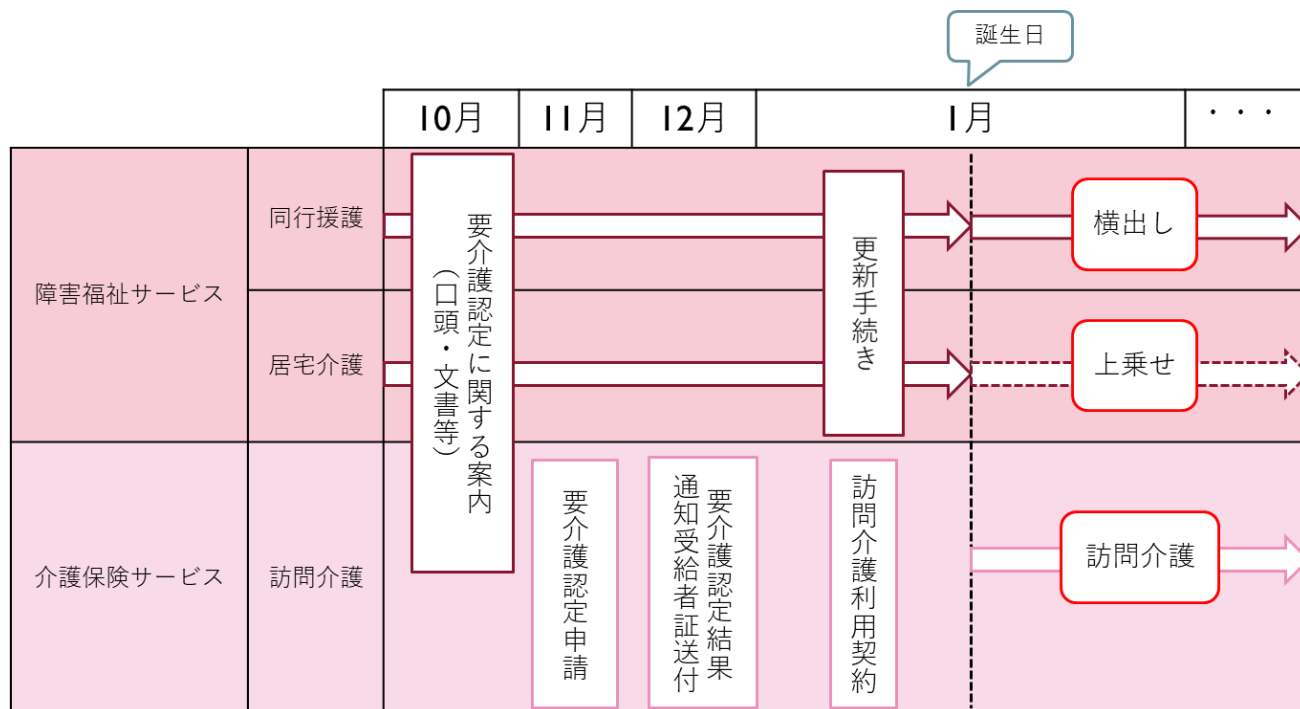 誕生日
10月
11月
12月
1月
・・・
障害福祉サービス
同行援護
居宅介護
介護保険サービス
訪問介護
要介護認定に関する案内
(口頭・文書等)
更新手続き
横出し
上乗せ
要介護認定申請
要介護認定結果
通知受給者証送付
訪問介護利用契約
訪問介護